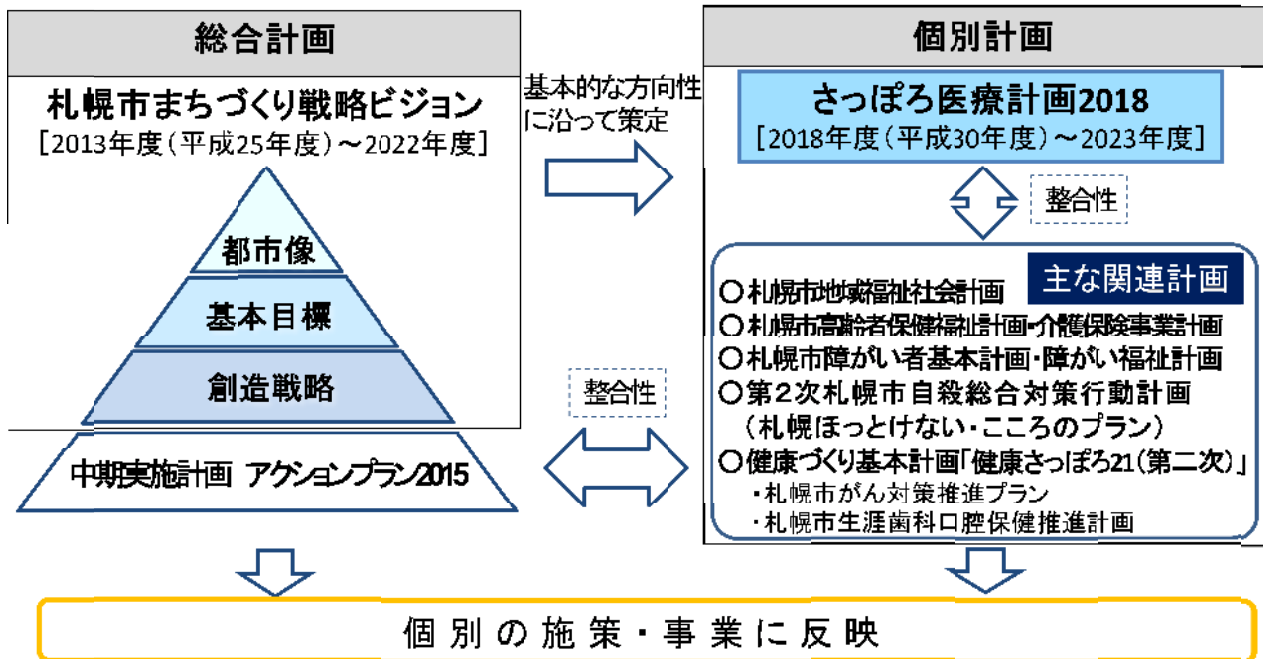 総合計画
札幌市まちづくり戦略ビジョン
[2013年度(平成25年度)～2022年度]
都市像
基本目標
創造戦略
中期実施計画 アクションプラン2015
基本的な方向性
に沿って策定
整合性
個別計画
さっぽろ医療計画2018
[2018年度(平成30年度)～2023年度]
整合性
主な関連計画
○札幌市地域福祉社会計画
○札幌市高齢者保健福祉計画・介護保険事業計画
○札幌市障がい者基本計画・障がい福祉計画
○第2次札幌市自殺総合対策行動計画
(札幌ほっとけない・こころのプラン)
○健康づくり基本計画「健康さっぽろ21(第二次)」
・札幌市がん対策推進プラン
・札幌市生涯歯科口腔保健推進計画
個別の施策・事業に反映